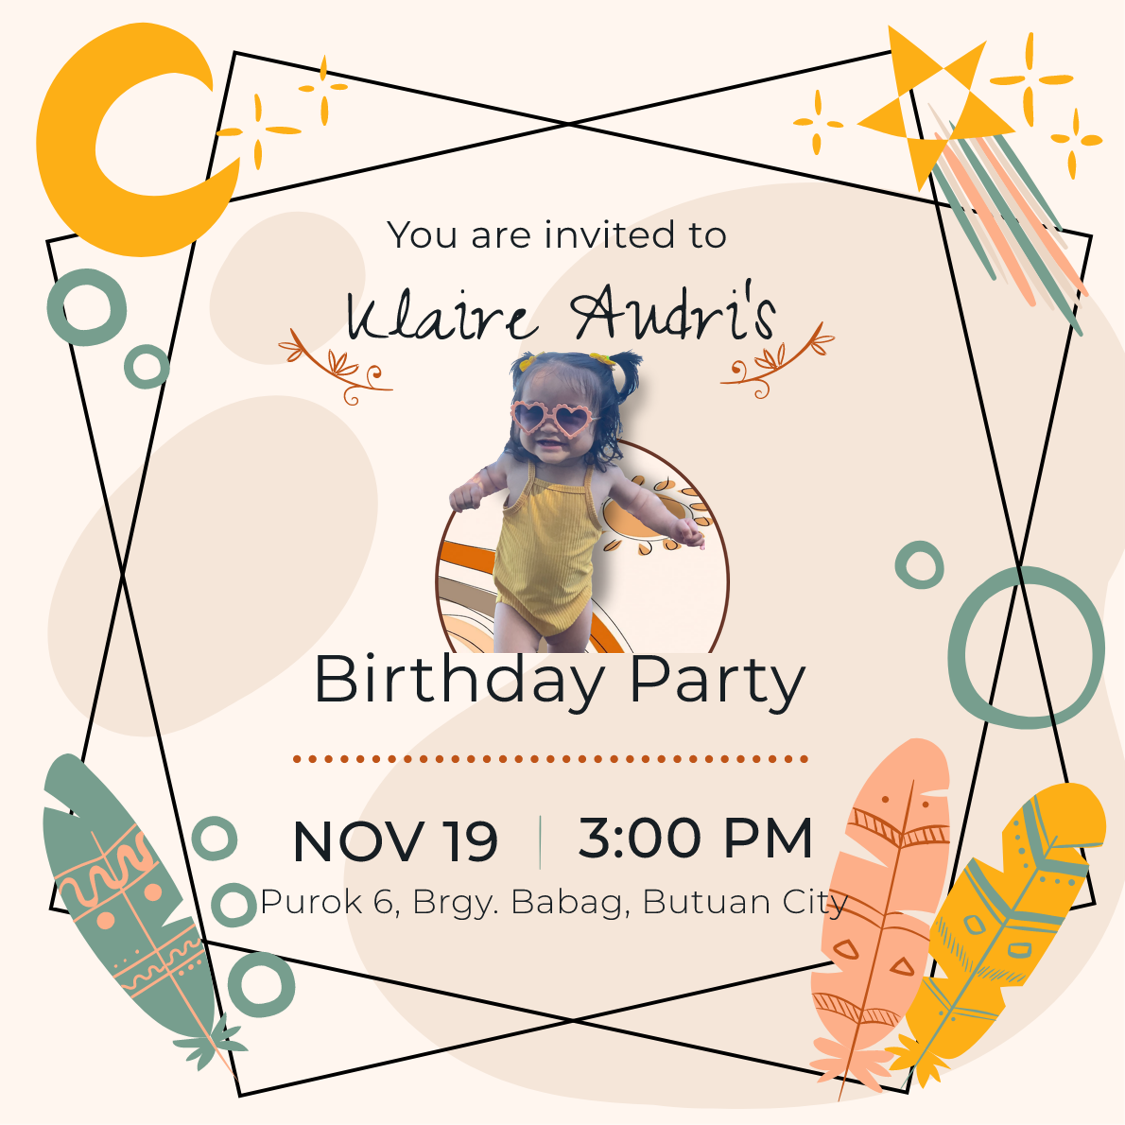 You are invited to
Klaire Audri's
Birthday Party
NOV 19 3:00 PM
Purok 6, Brgy. Babag, Butuan City